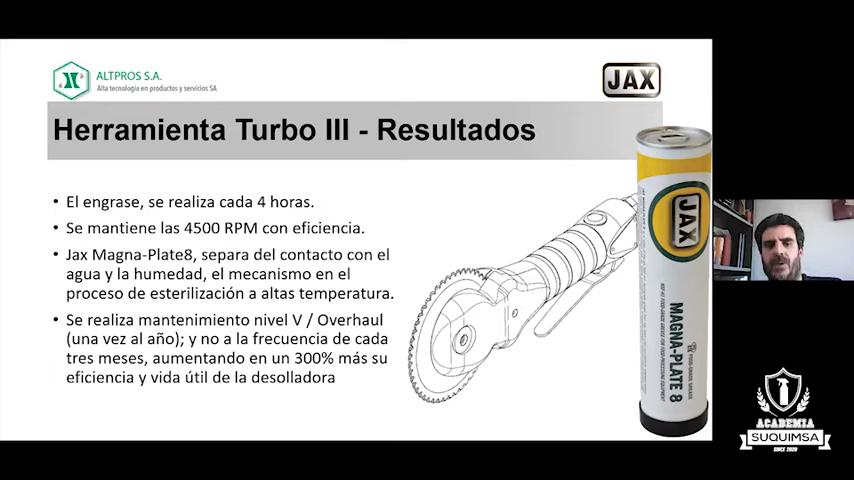 ALTPROS S.A.
Alta tecnología en productos y servicios SA
JAX
Herramienta Turbo III - Resultados
• El engrase, se realiza cada 4 horas.
• Se mantiene las 4500 RPM con eficiencia.
• Jax Magna-Plate8, separa del contacto con el
agua y la humedad, el mecanismo en el
proceso de esterilización a altas temperatura.
• Se realiza mantenimiento nivel V / Overhaul
(una vez al año); y no a la frecuencia de cada
tres meses, aumentando en un 300% más su
eficiencia y vida útil de la desolladora
JAX
MAGNA-PLATE 8
ACADEMIA
SUQUIMSA
SINCE 2020